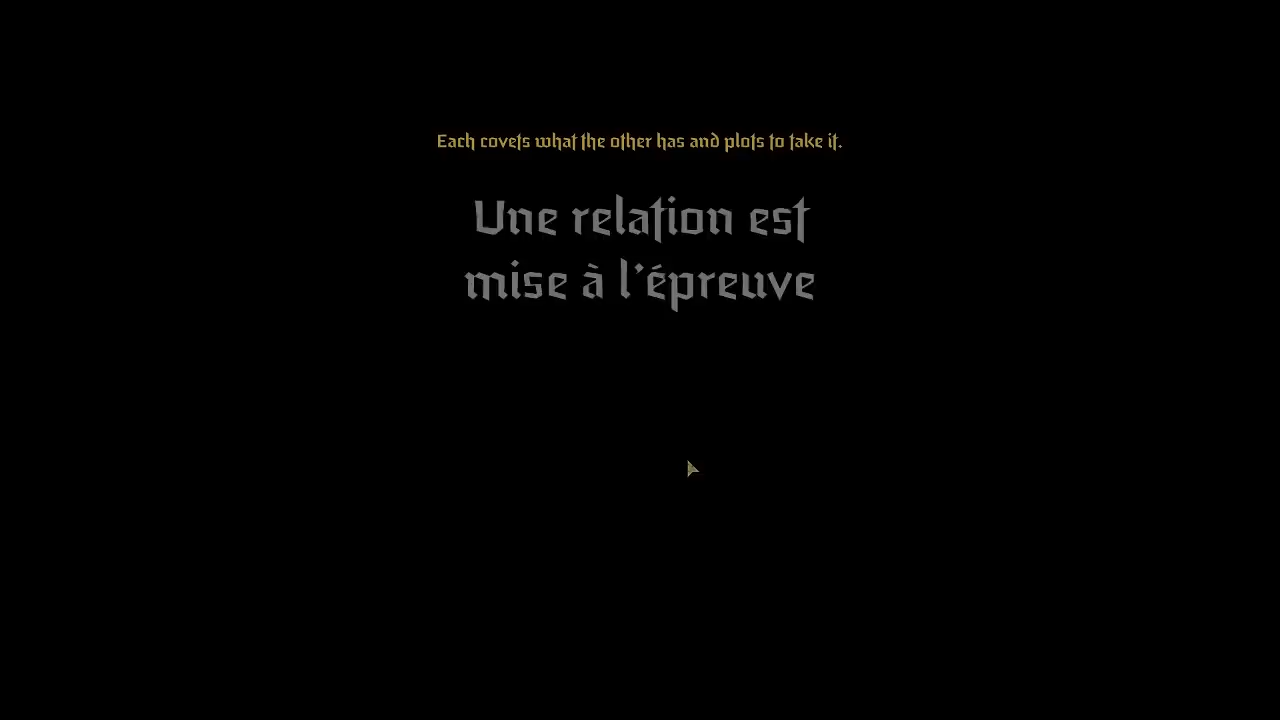 Each covets what the other has and plots to take it.
Une relation est
mise à l'épreuve